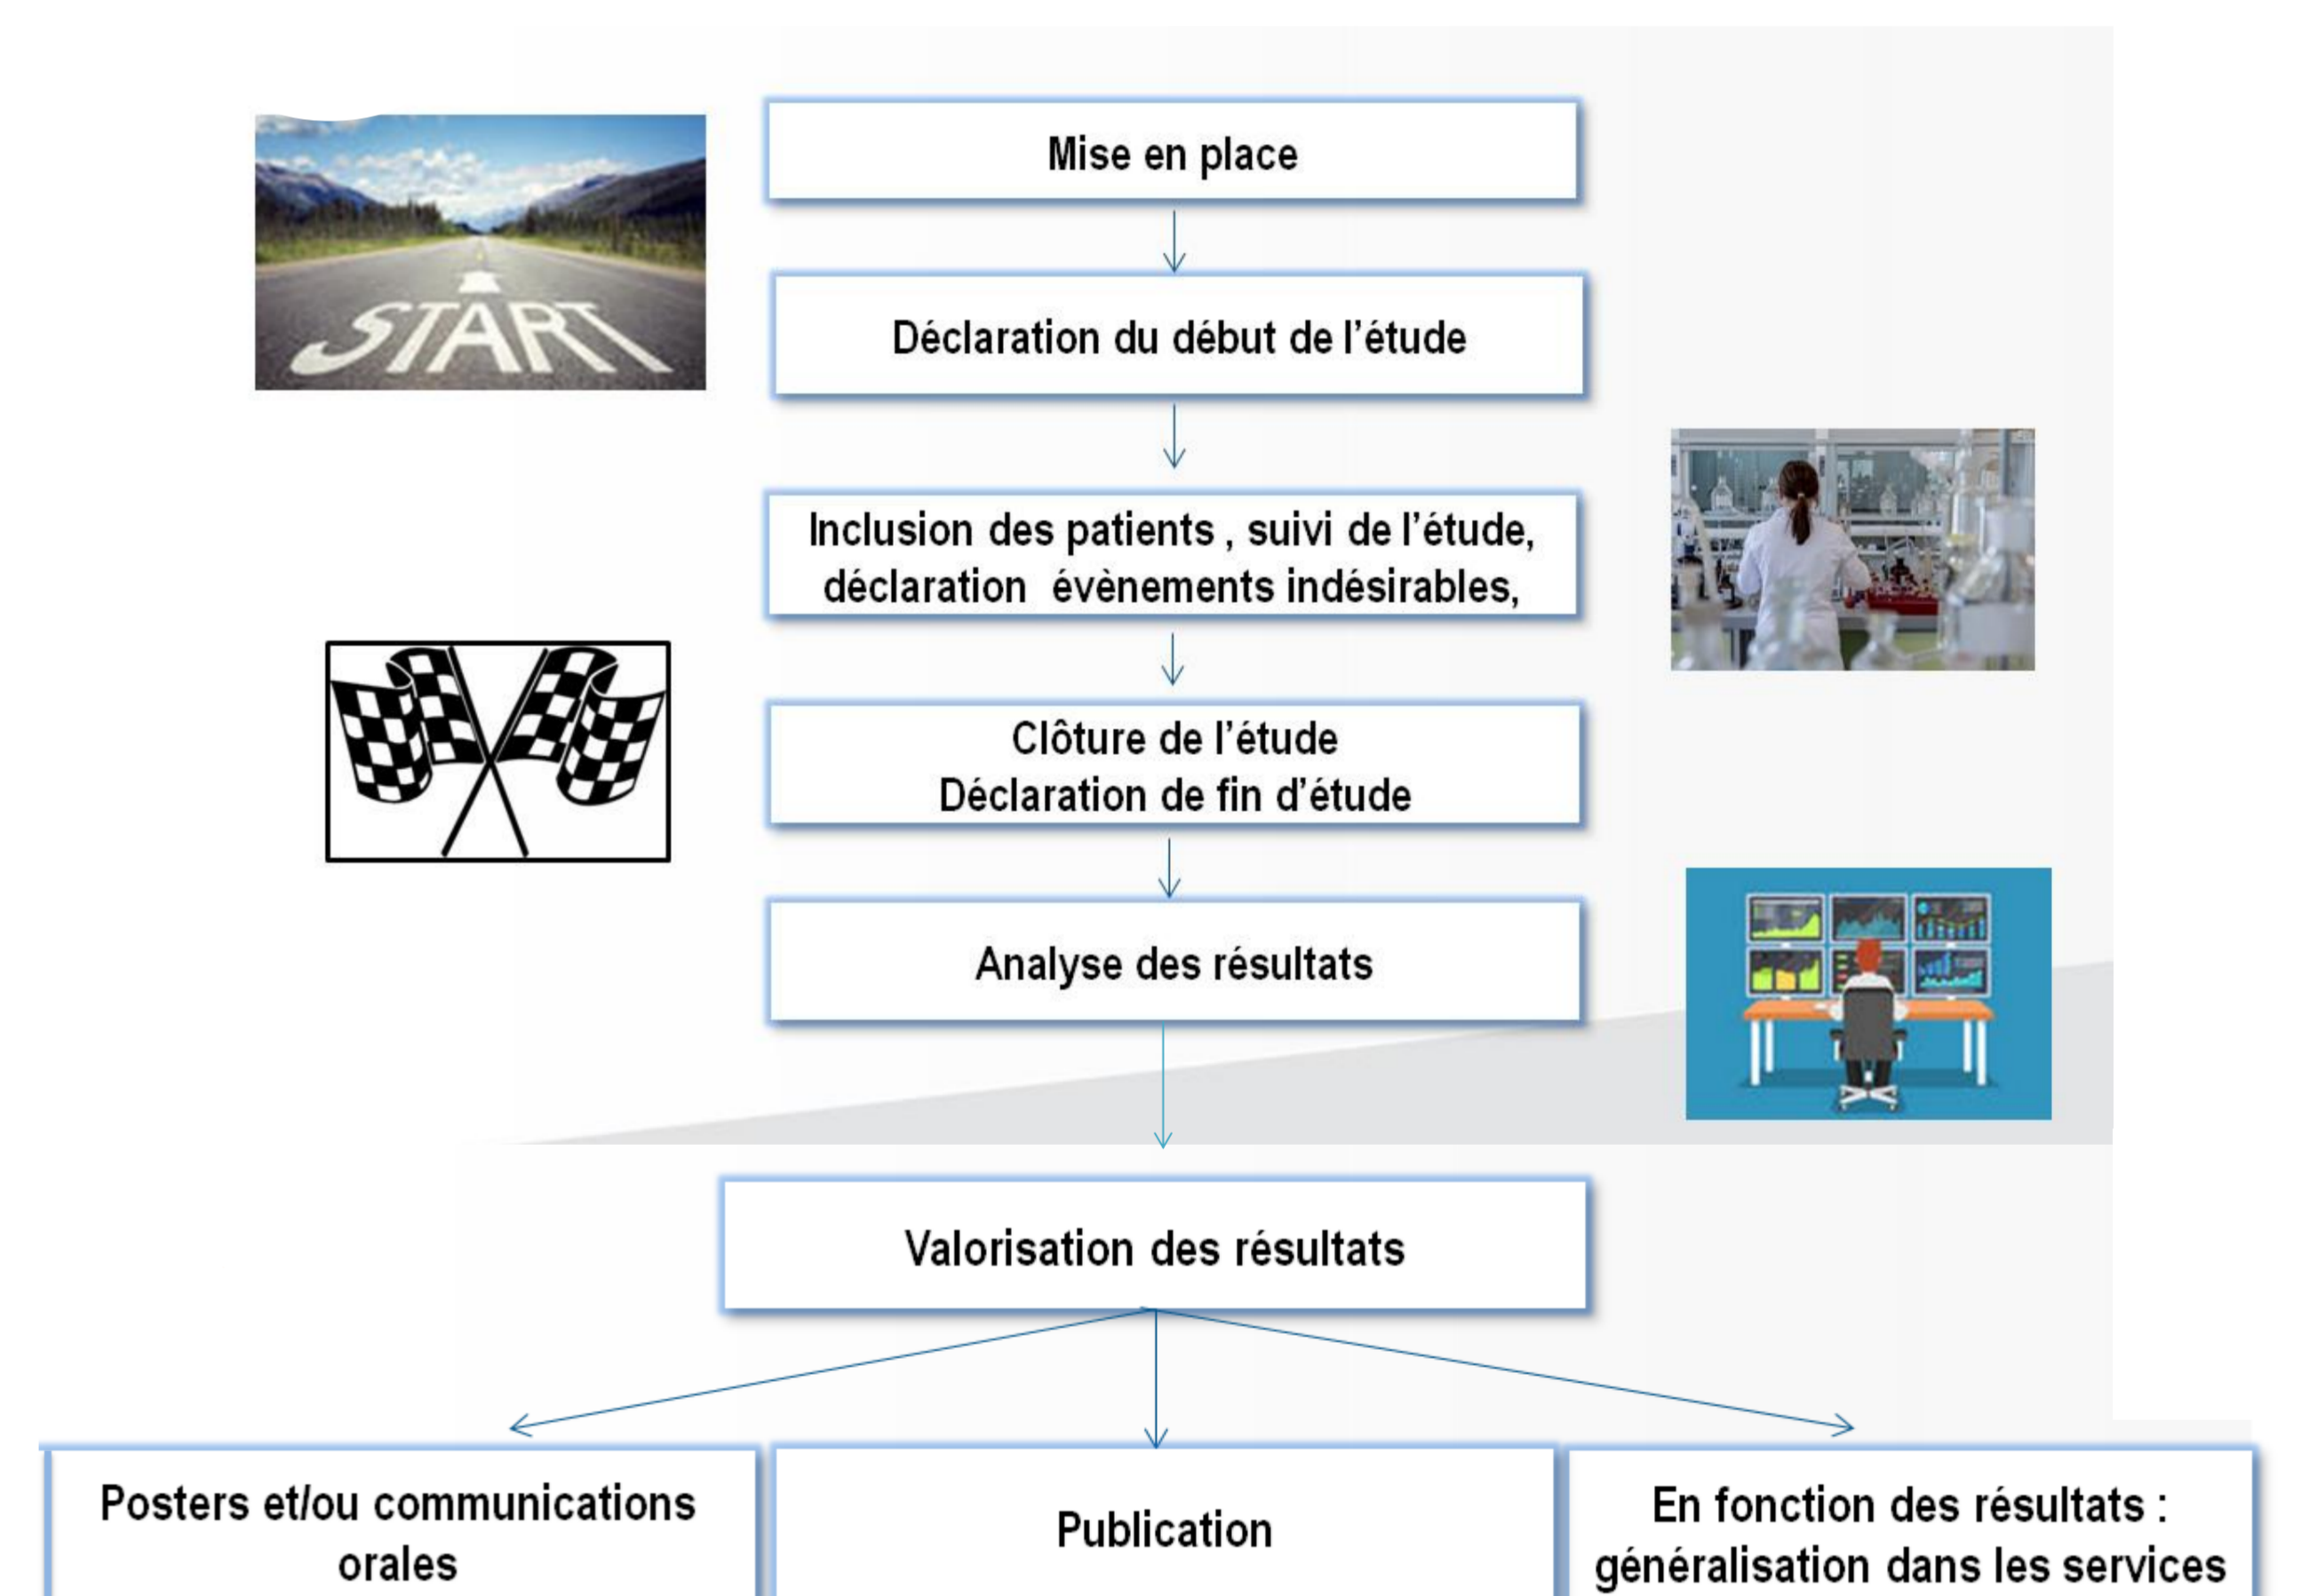 Mise en place
START
Déclaration du début de l'étude
Inclusion des patients , suivi de l'étude,
déclaration évènements indésirables,
Clôture de l'étude
Déclaration de fin d'étude
Analyse des résultats
Valorisation des résultats
Posters et/ou communications
orales
Publication
En fonction des résultats :
généralisation dans les services